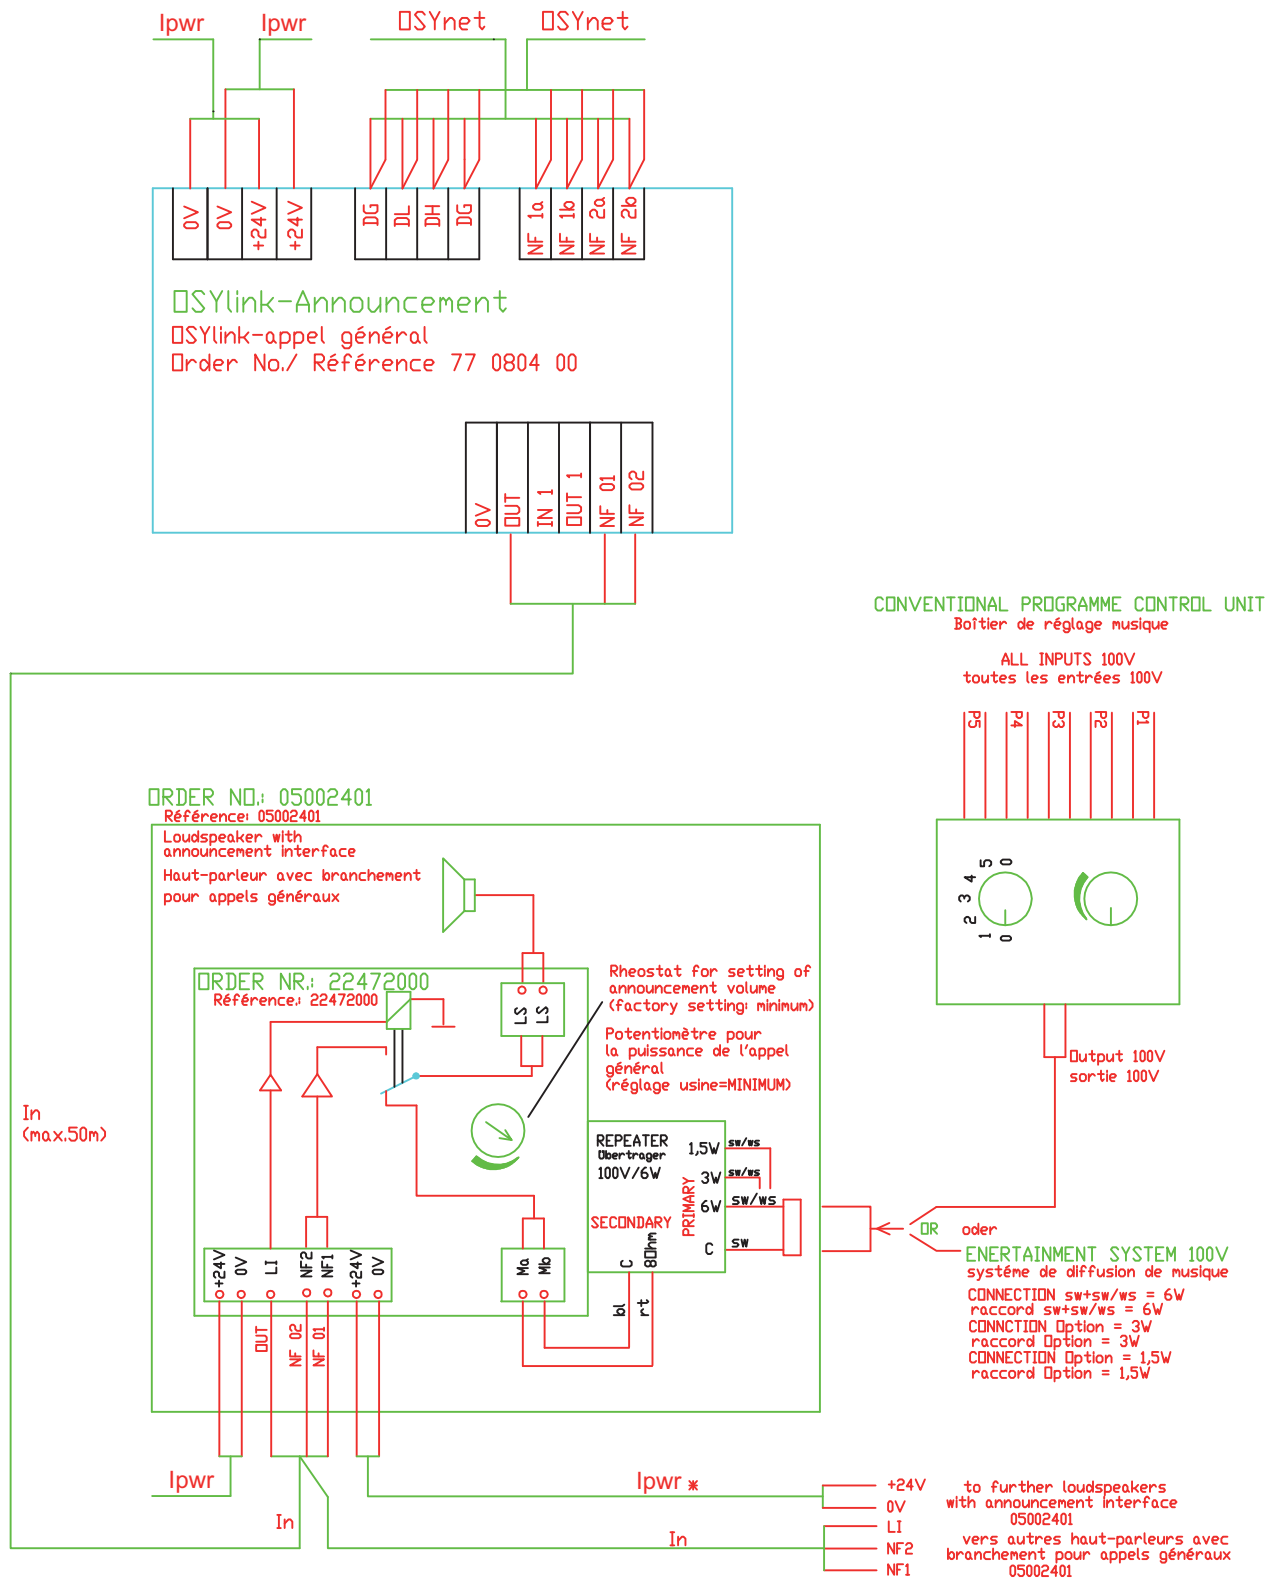 Ipwr Ipwr OSYnet OSYnet
0V 0V +24V +24V DG DL DH DG NF 1a NF 1b NF 2a NF 2b
OSYlink-Announcement
OSYlink-appel général
Order No./ Référence 77 0804 00
0V OUT IN 1 OUT 1 NF 01 NF 02
CONVENTIONAL PROGRAMME CONTROL UNIT
Boîtier de réglage musique
ALL INPUTS 100V
toutes les entrées 100V
P5 P4 P3 P2 P1
0 1 2 3 4 5 0
Output 100V
sortie 100V
ORDER NO.: 05002401
Référence: 05002401
Loudspeaker with
announcement interface
Haut-parleur avec branchement
pour appels généraux
ORDER NR.: 22472000
Référence.: 22472000
LS LS
Rheostat for setting of
announcement volume
(factory setting: minimum)
Potentiomètre pour
la puissance de l'appel
général
(réglage usine=MINIMUM)
In
(max.50m)
REPEATER
Übertrager
100V/6W
1,5W sw/ws
3W sw/ws
6W sw/ws
C sw
PRIMARY
SECONDARY
C 8Ohm
bl rt
+24V 0V LI NF2 NF1 +24V 0V
Ma Mb
OUT NF 02 NF 01
OR oder
ENERTAINMENT SYSTEM 100V
systéme de diffusion de musique
CONNECTION sw+sw/ws = 6W
raccord sw+sw/ws = 6W
CONNCTION Option = 3W
raccord Option = 3W
CONNECTION Option = 1,5W
raccord Option = 1,5W
Ipwr
Ipwr *
In
In
+24V
0V
LI
NF2
NF1
to further loudspeakers
with announcement interface
05002401
vers autres haut-parleurs avec
branchement pour appels généraux
05002401